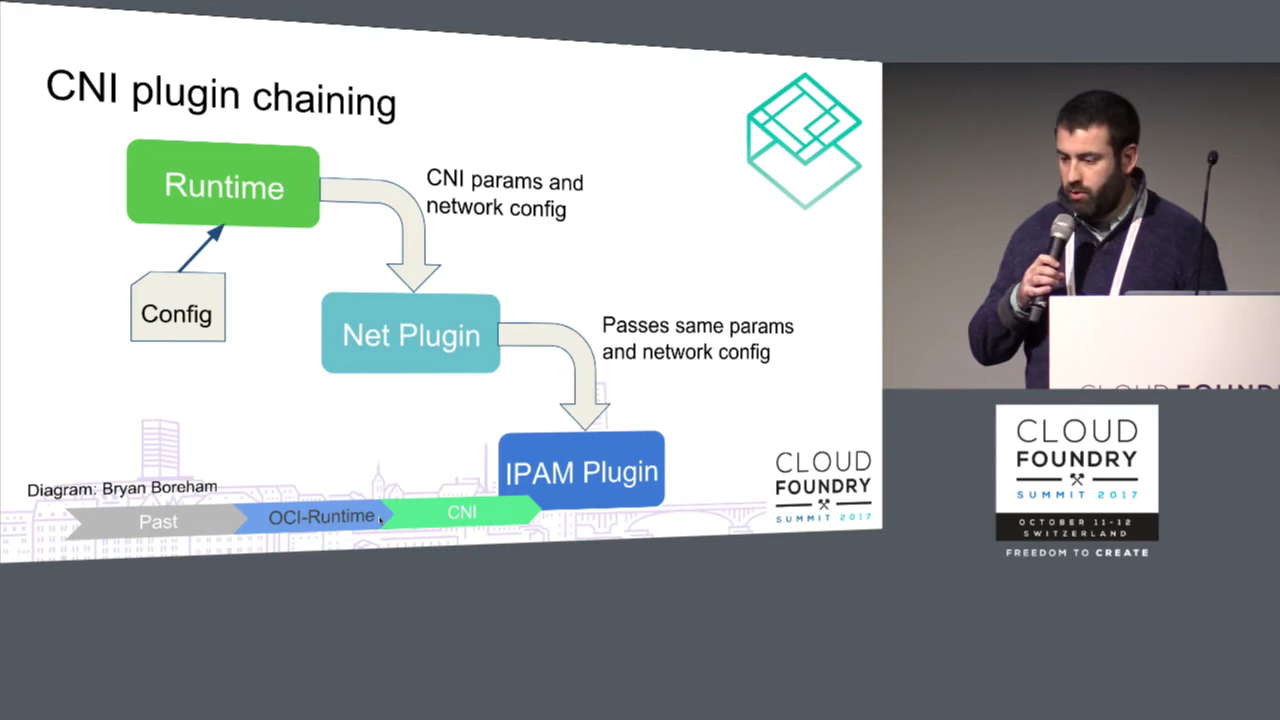 CNI plugin chaining
Runtime
CNI params and
network config
Config
Net Plugin
Passes same params
and network config
IPAM Plugin
Diagram: Bryan Boreham
Past
OCI-Runtime
CNI
CLOUD
FOUNDRY
SUMMIT 2017
CLOUD FOUNDRY
CLOUD
FOUNDRY
SUMMIT 2017
OCTOBER 11-12
SWITZERLAND
FREEDOM TO CREATE